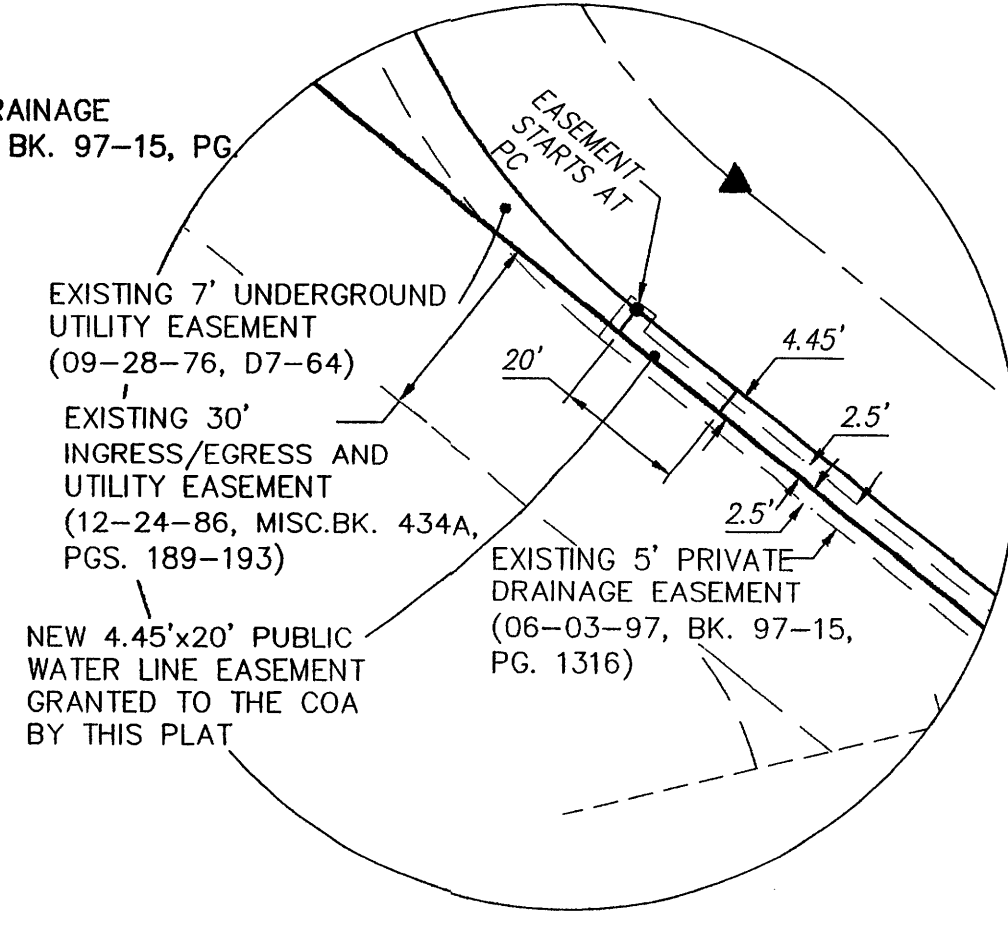 RAINAGE
BK. 97-15, PG.
EASEMENT
STARTS AT
PC
EXISTING 7' UNDERGROUND
UTILITY EASEMENT
(09-28-76, D7-64)
20'
4.45'
2.5'
EXISTING 30'
INGRESS/EGRESS AND
UTILITY EASEMENT
(12-24-86, MISC.BK. 434A,
PGS. 189-193)
2.5'
EXISTING 5' PRIVATE
DRAINAGE EASEMENT
(06-03-97, BK. 97-15,
PG. 1316)
NEW 4.45'x20' PUBLIC
WATER LINE EASEMENT
GRANTED TO THE COA
BY THIS PLAT